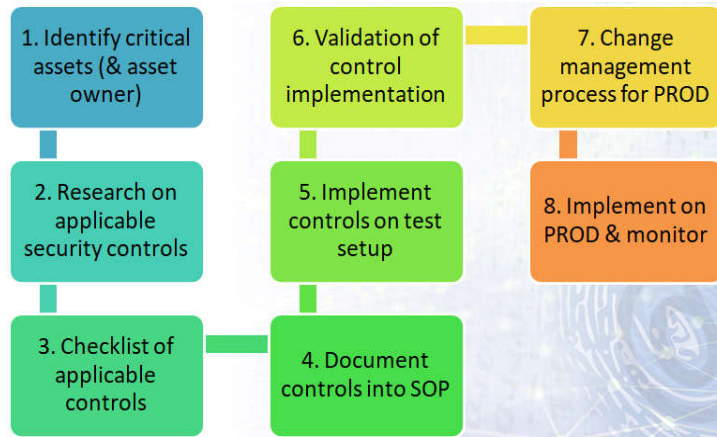 1. Identify critical
assets (& asset
owner)
2. Research on
applicable
security controls
3. Checklist of
applicable
controls
4. Document
controls into SOP
5. Implement
controls on test
setup
6. Validation of
control
implementation
7. Change
management
process for PROD
8. Implement on
PROD & monitor